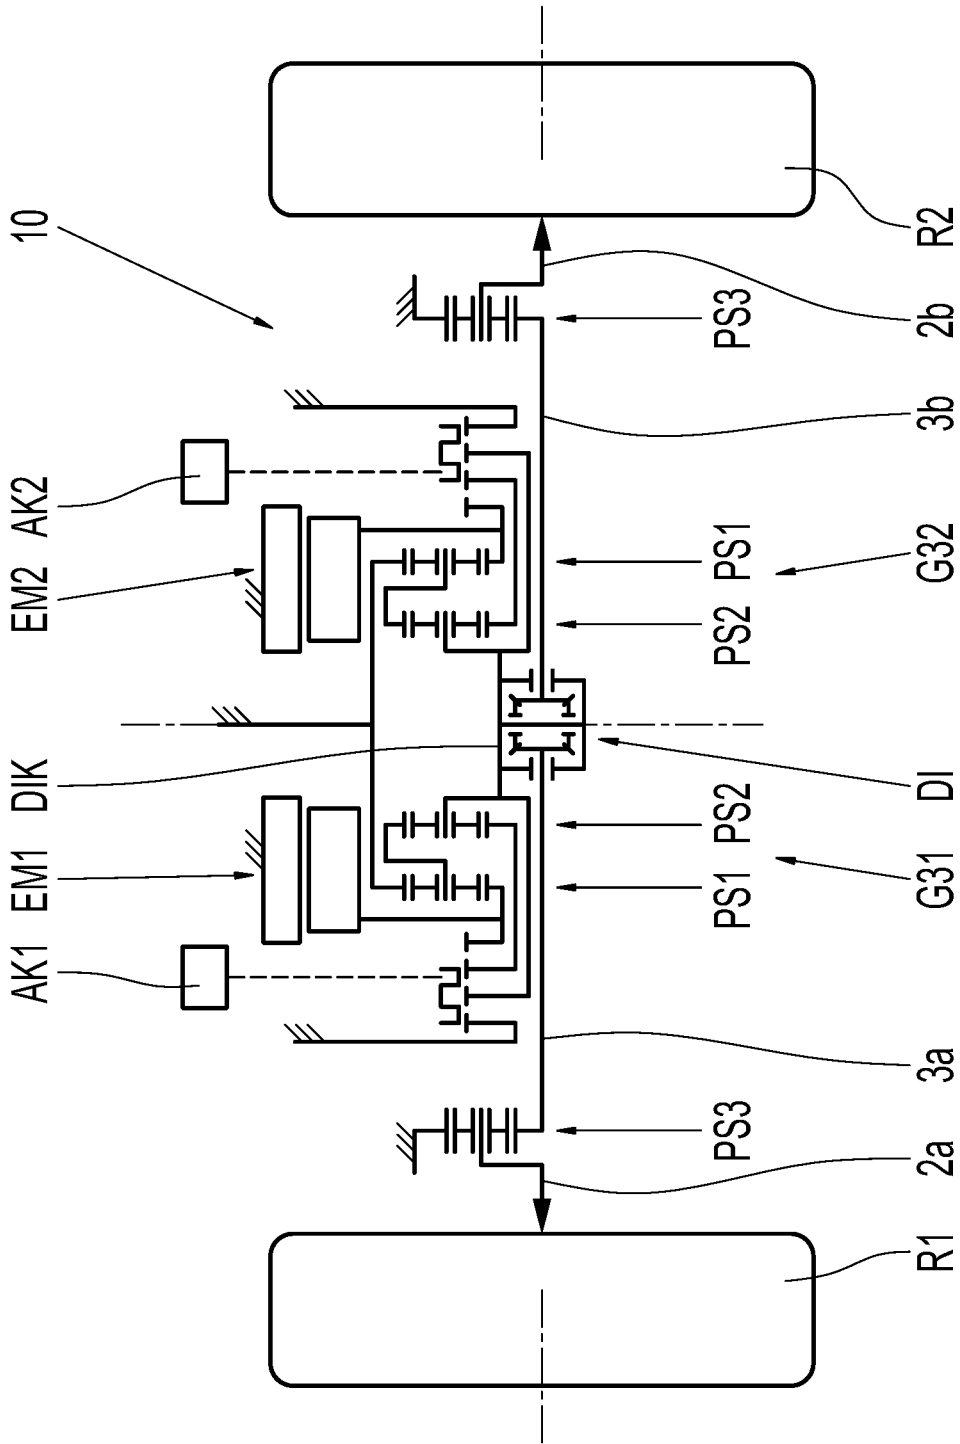 10
AK1 EM1 DIK EM2 AK2
PS3 PS1 PS2 PS2 PS1 PS3
R1 2a 3a G31 DI G32 3b 2b R2